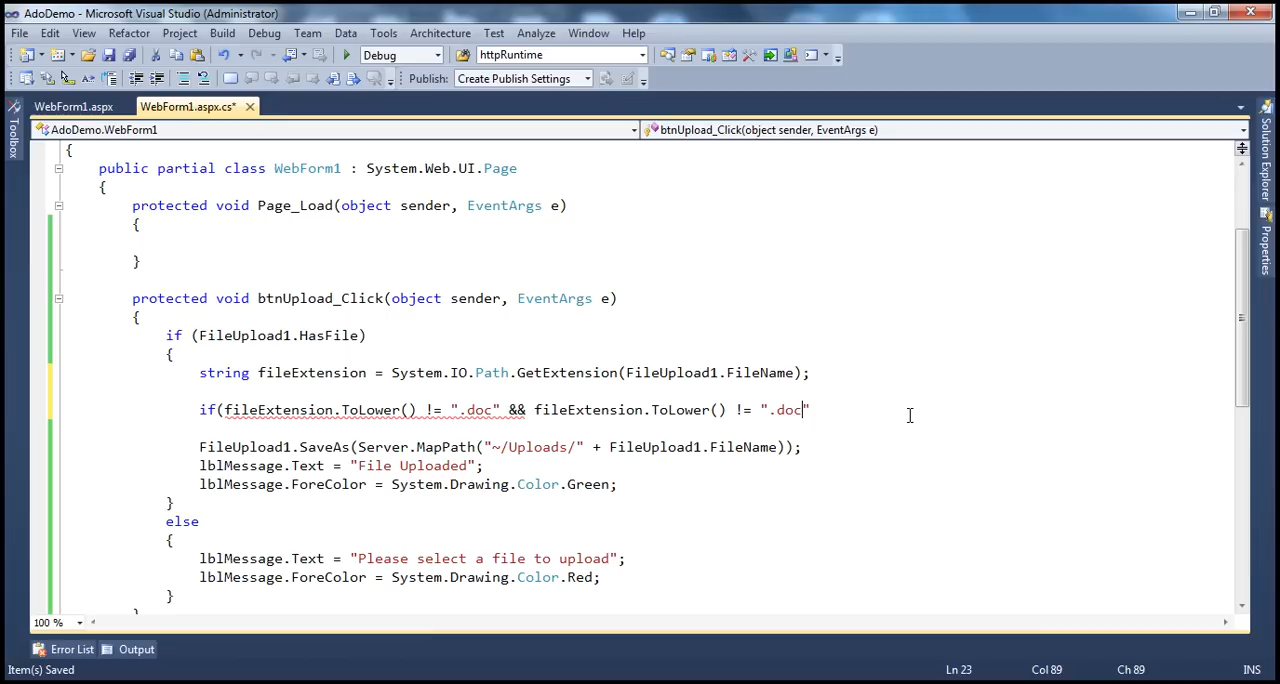 AdoDemo - Microsoft Visual Studio (Administrator)
File Edit View Refactor Project Build Debug Team Data Tools Architecture Test Analyze Window Help
Debug httpRuntime
Publish: Create Publish Settings
WebForm1.aspx WebForm1.aspx.cs*
AdoDemo.WebForm1 btnUpload_Click(object sender, EventArgs e)
Toolbox
Solution Explorer
Properties
{
public partial class WebForm1 : System.Web.UI.Page
{
protected void Page_Load(object sender, EventArgs e)
{
}
protected void btnUpload_Click(object sender, EventArgs e)
{
if (FileUpload1.HasFile)
{
string fileExtension = System.IO.Path.GetExtension(FileUpload1.FileName);
if(fileExtension.ToLower() != ".doc" && fileExtension.ToLower() != ".doc"
FileUpload1.SaveAs(Server.MapPath("~/Uploads/" + FileUpload1.FileName));
lblMessage.Text = "File Uploaded";
lblMessage.ForeColor = System.Drawing.Color.Green;
}
else
{
lblMessage.Text = "Please select a file to upload";
lblMessage.ForeColor = System.Drawing.Color.Red;
}
}
100 %
Error List Output
Item(s) Saved Ln 23 Col 89 Ch 89 INS